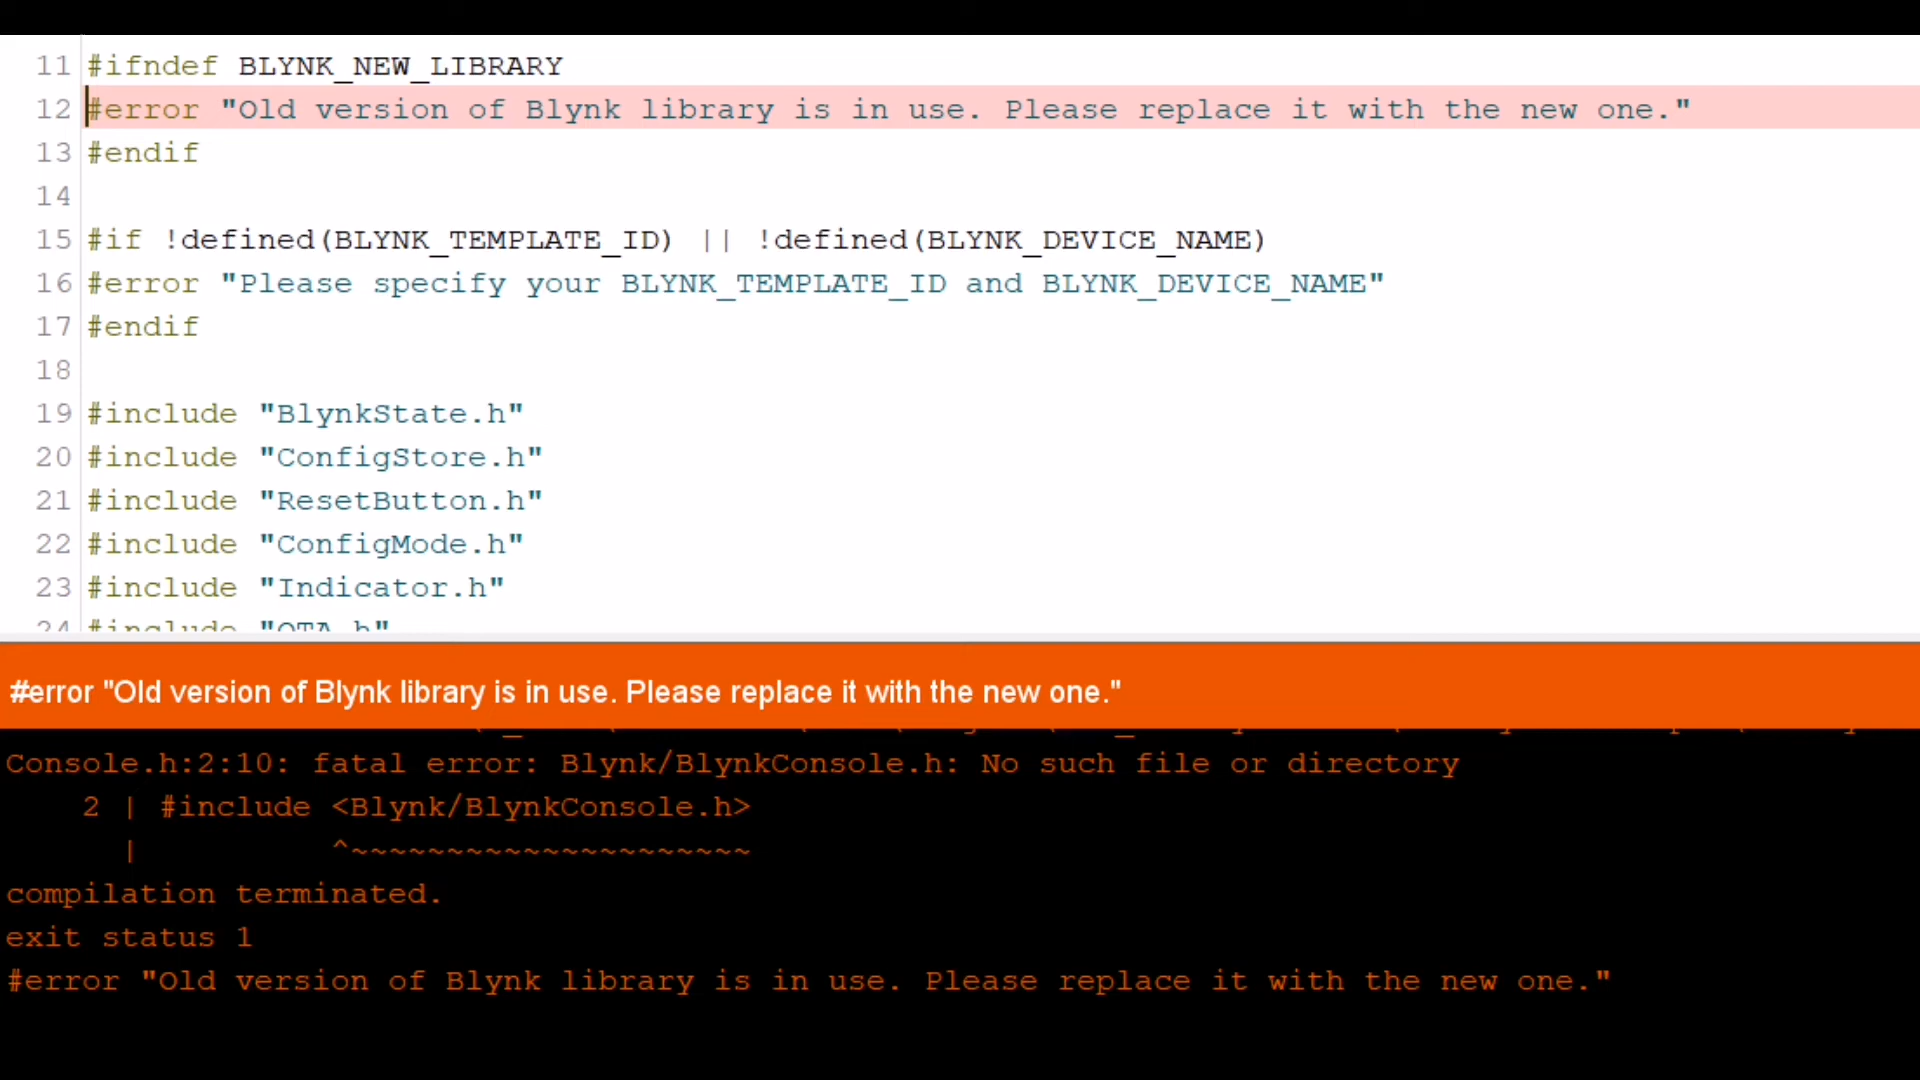 11 #ifndef BLYNK_NEW_LIBRARY
12 #error "Old version of Blynk library is in use. Please replace it with the new one."
13 #endif
14
15 #if !defined(BLYNK_TEMPLATE_ID) || !defined(BLYNK_DEVICE_NAME)
16 #error "Please specify your BLYNK_TEMPLATE_ID and BLYNK_DEVICE_NAME"
17 #endif
18
19 #include "BlynkState.h"
20 #include "ConfigStore.h"
21 #include "ResetButton.h"
22 #include "ConfigMode.h"
23 #include "Indicator.h"
24 #include "OTA.h"
#error "Old version of Blynk library is in use. Please replace it with the new one."
Console.h:2:10: fatal error: Blynk/BlynkConsole.h: No such file or directory
2 | #include <Blynk/BlynkConsole.h>
| ^~~~~~~~~~~~~~~~~~~~~~
compilation terminated.
exit status 1
#error "Old version of Blynk library is in use. Please replace it with the new one."